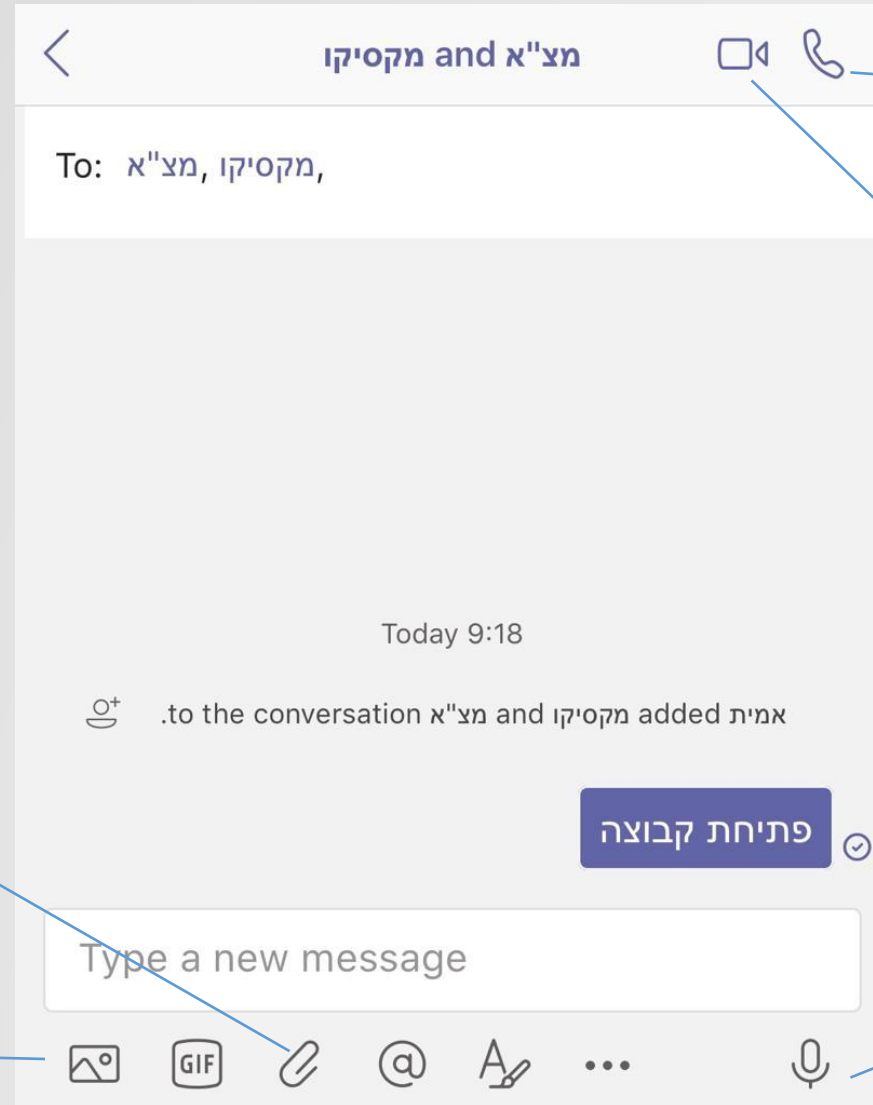 מצ"א and מקסיקו
To: מצ"א, מקסיקו,
Today 9:18
אמית added מקסיקו and מצ"א to the conversation.
פתיחת קבוצה
Type a new message
GIF
@